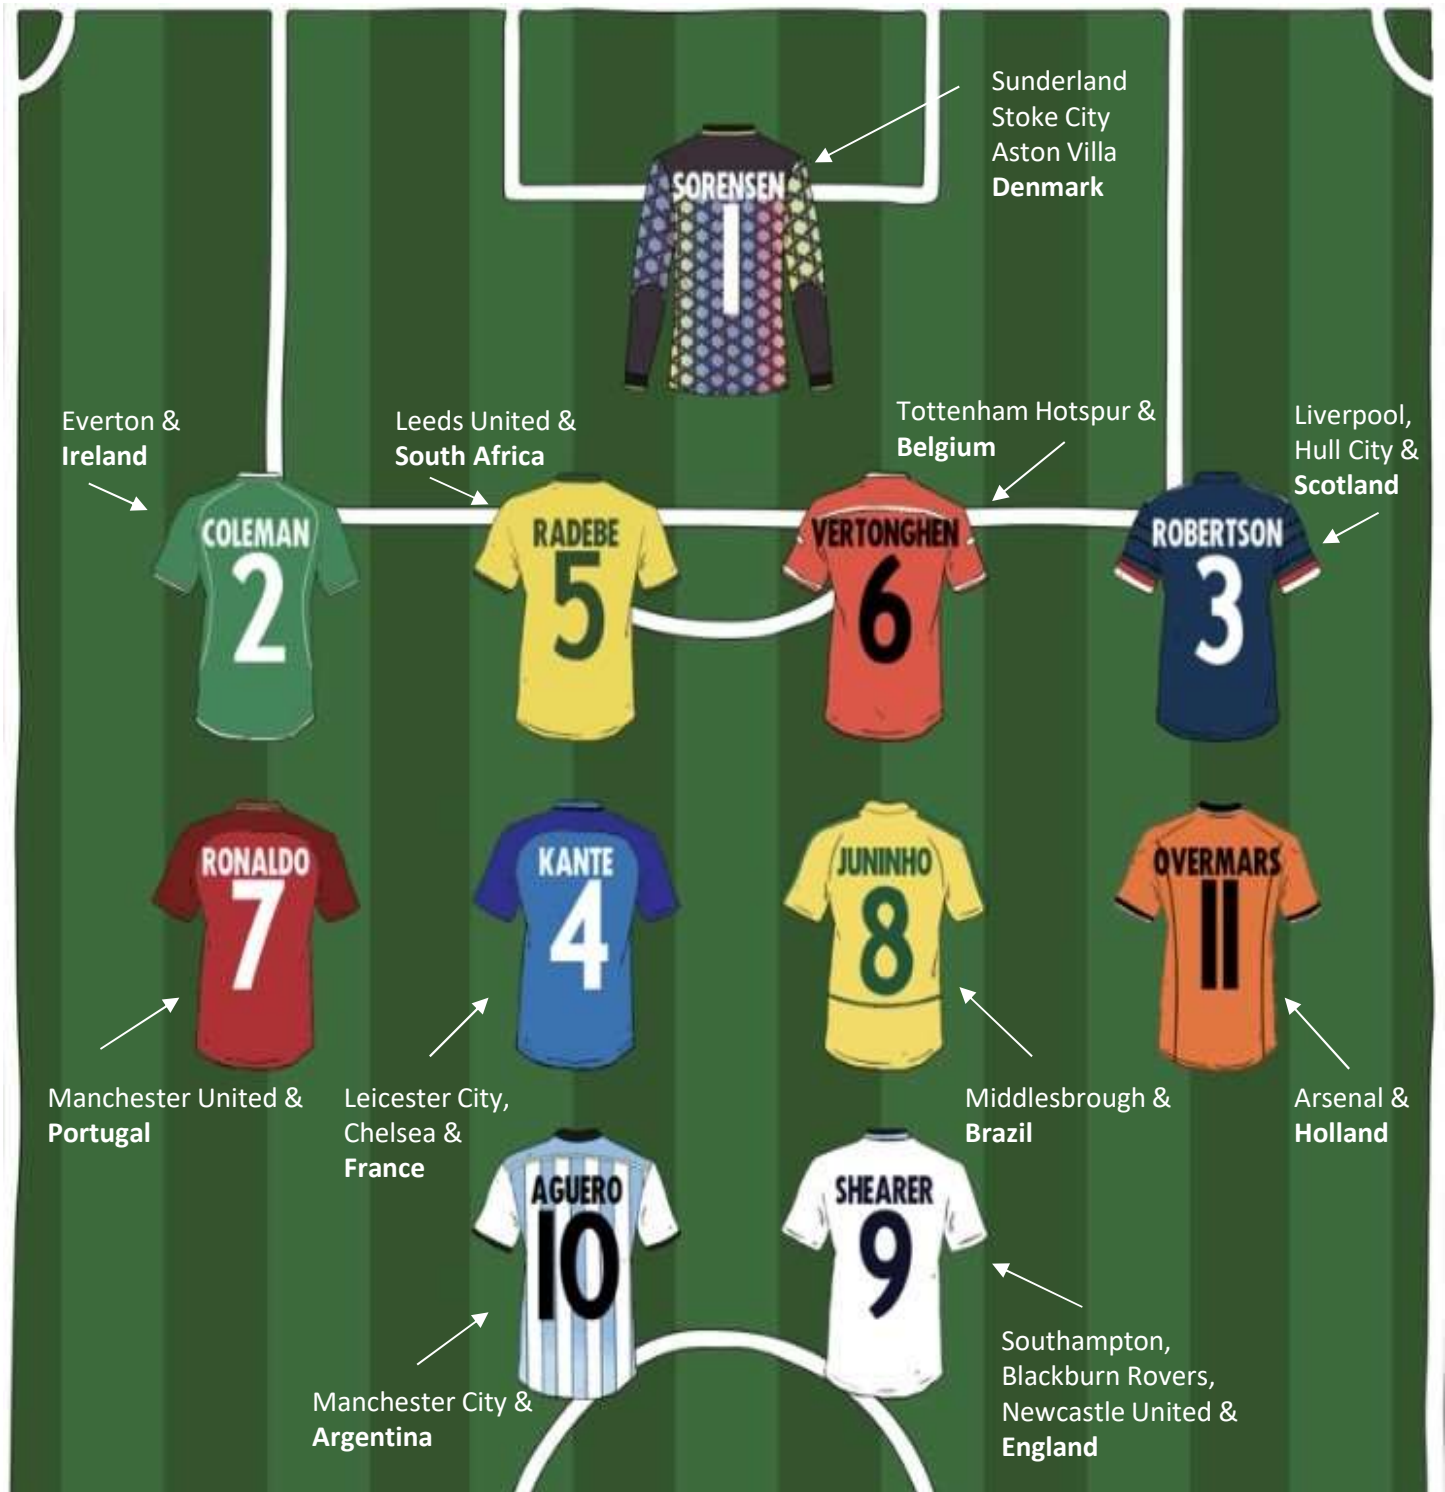 Sunderland
Stoke City
Aston Villa
Denmark
SORENSEN
1
Everton &
Ireland
Leeds United &
South Africa
Tottenham Hotspur &
Belgium
Liverpool,
Hull City &
Scotland
COLEMAN
2
RADEBE
5
VERTONGHEN
6
ROBERTSON
3
RONALDO
7
KANTE
4
JUNINHO
8
OVERMARS
11
Manchester United &
Portugal
Leicester City,
Chelsea &
France
Middlesbrough &
Brazil
Arsenal &
Holland
AGUERO
10
SHEARER
9
Manchester City &
Argentina
Southampton,
Blackburn Rovers,
Newcastle United &
England